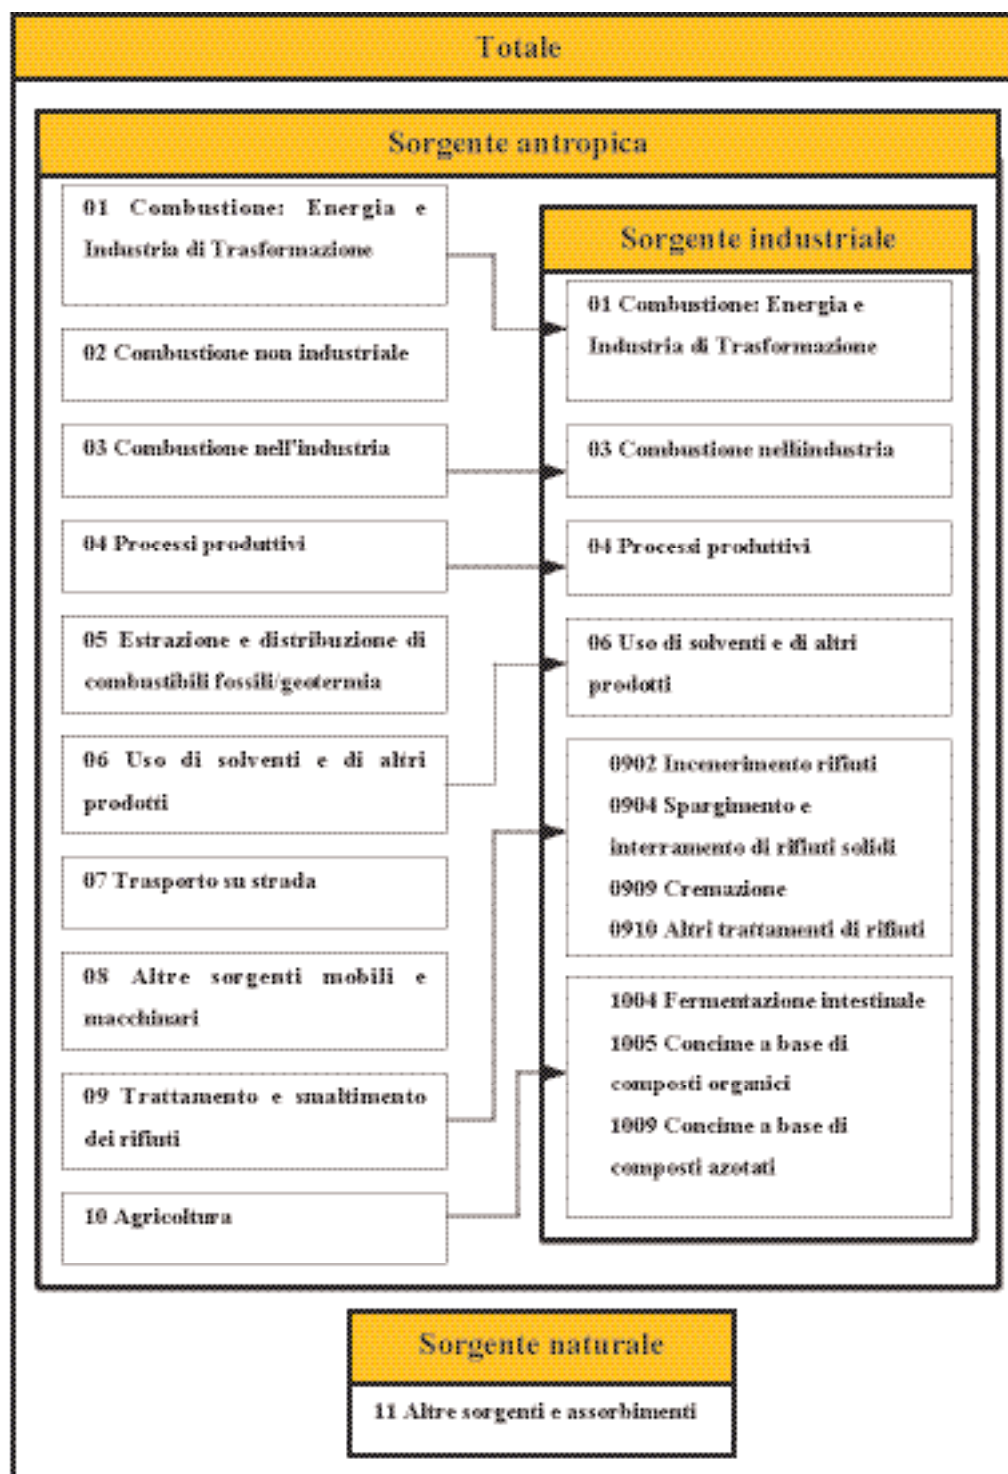 Totale
Sorgente antropica
01 Combustione: Energia e
Industria di Trasformazione
02 Combustione non industriale
03 Combustione nell'industria
04 Processi produttivi
05 Estrazione e distribuzione di
combustibili fossili/geotermia
06 Uso di solventi e di altri
prodotti
07 Trasporto su strada
08 Altre sorgenti mobili e
macchinari
09 Trattamento e smaltimento
dei rifiuti
10 Agricoltura
Sorgente industriale
01 Combustione: Energia e
Industria di Trasformazione
03 Combustione nellíindustria
04 Processi produttivi
06 Uso di solventi e di altri
prodotti
0902 Incenerimento rifiuti
0904 Spargimento e
interramento di rifiuti solidi
0909 Cremazione
0910 Altri trattamenti di rifiuti
1004 Fermentazione intestinale
1005 Concime a base di
composti organici
1009 Concime a base di
composti azotati
Sorgente naturale
11 Altre sorgenti e assorbimenti